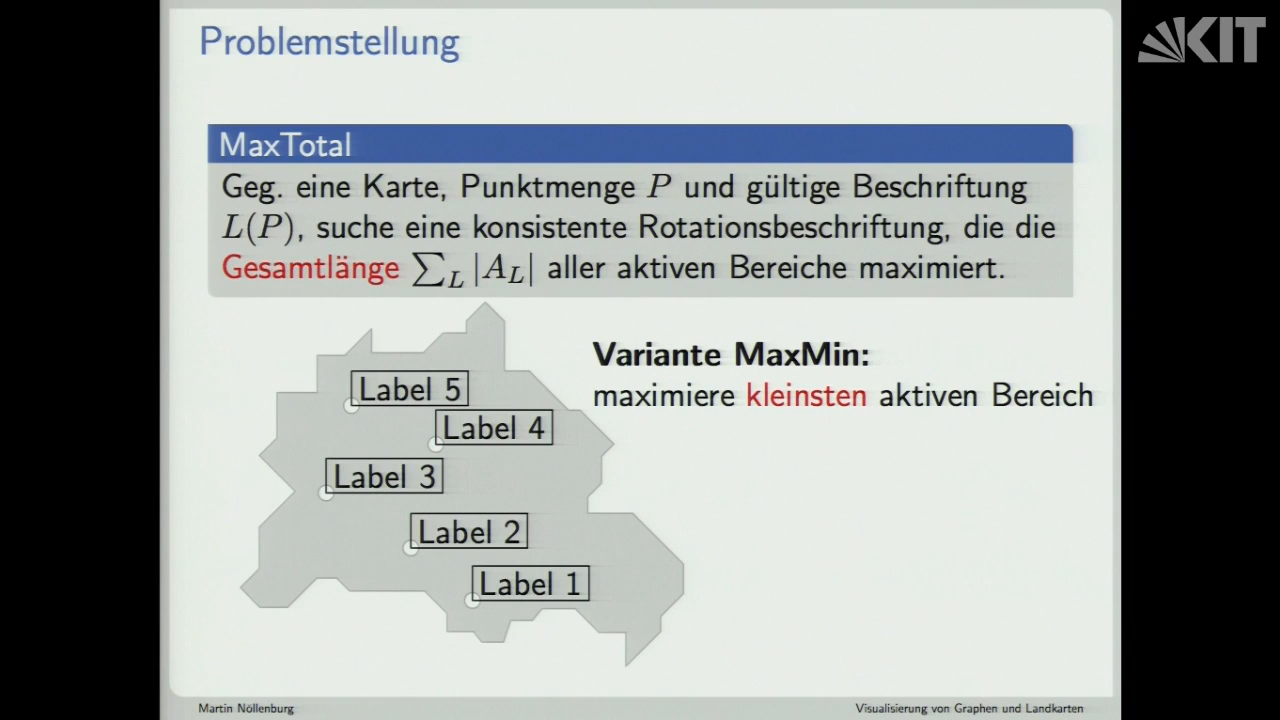 Problemstellung
KIT
MaxTotal
Geg. eine Karte, Punktmenge P und gültige Beschriftung
L(P), suche eine konsistente Rotationsbeschriftung, die die
Gesamtlänge ∑_L |A_L| aller aktiven Bereiche maximiert.
Variante MaxMin:
maximiere kleinsten aktiven Bereich
Label 5
Label 4
Label 3
Label 2
Label 1
Martin Nöllenburg
Visualisierung von Graphen und Landkarten